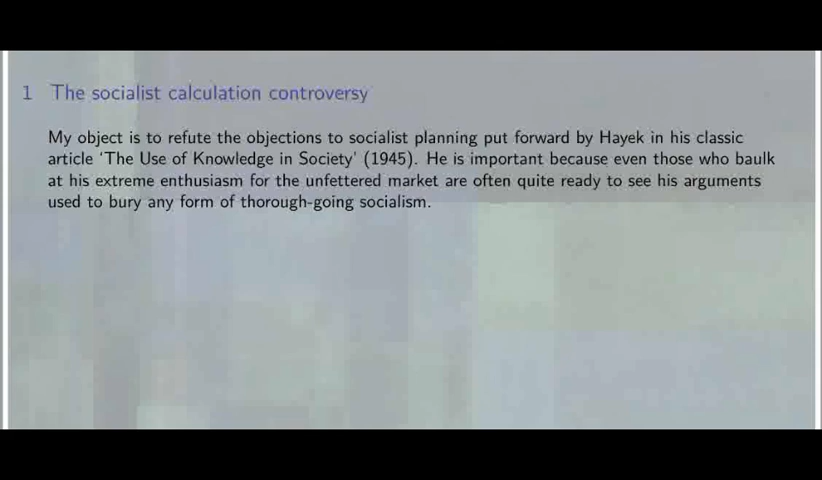 1 The socialist calculation controversy
My object is to refute the objections to socialist planning put forward by Hayek in his classic
article ‘The Use of Knowledge in Society’ (1945). He is important because even those who baulk
at his extreme enthusiasm for the unfettered market are often quite ready to see his arguments
used to bury any form of thorough-going socialism.